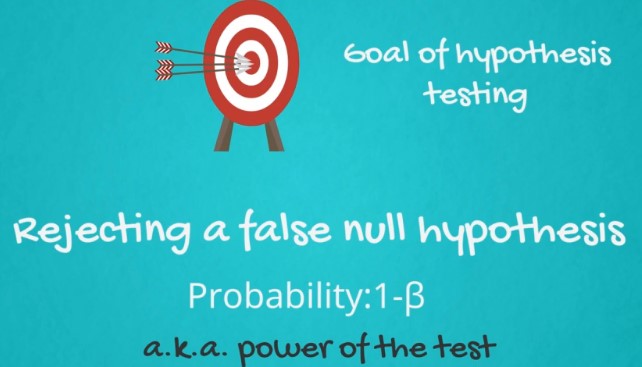 Goal of hypothesis
testing
Rejecting a false null hypothesis
Probability:1-β
a.k.a. power of the test